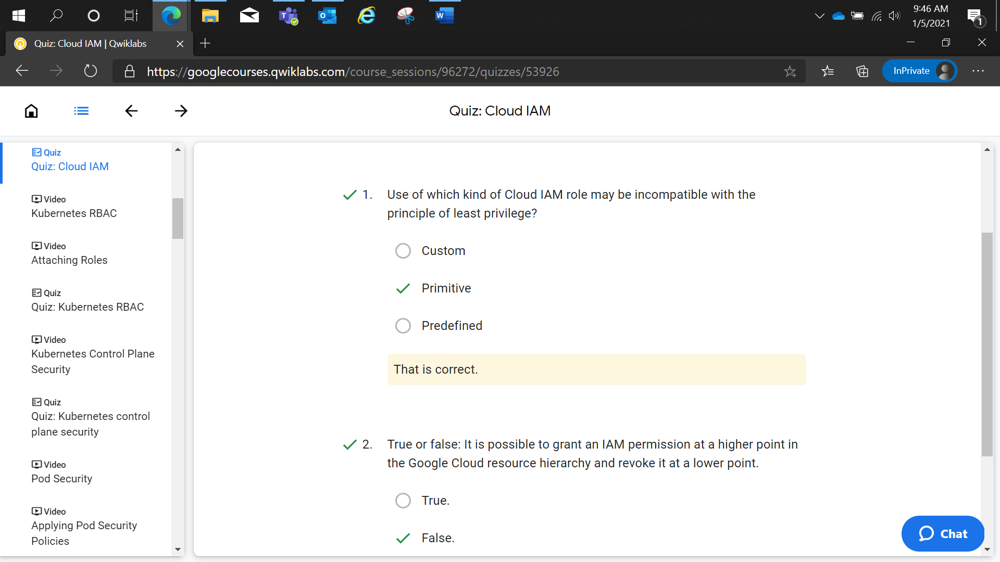 9:46 AM
1/5/2021
1
Quiz: Cloud IAM | Qwiklabs
https://googlecourses.qwiklabs.com/course_sessions/96272/quizzes/53926
InPrivate
Quiz: Cloud IAM
Quiz
Quiz: Cloud IAM
Video
Kubernetes RBAC
Video
Attaching Roles
Quiz
Quiz: Kubernetes RBAC
Video
Kubernetes Control Plane
Security
Quiz
Quiz: Kubernetes control
plane security
Video
Pod Security
Video
Applying Pod Security
Policies
1. Use of which kind of Cloud IAM role may be incompatible with the
principle of least privilege?
Custom
Primitive
Predefined
That is correct.
2. True or false: It is possible to grant an IAM permission at a higher point in
the Google Cloud resource hierarchy and revoke it at a lower point.
True.
False.
Chat